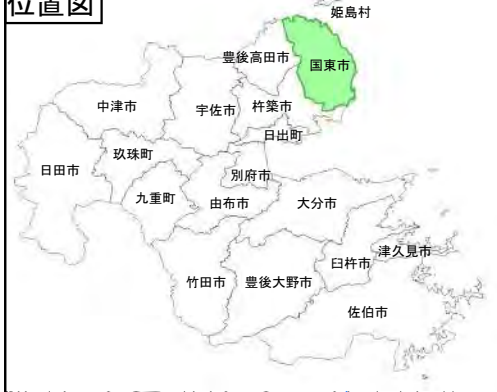 位置図
姫島村
豊後高田市
国東市
中津市
宇佐市
杵築市
日出町
日田市
玖珠町
別府市
九重町
由布市
大分市
津久見市
臼杵市
竹田市
豊後大野市
佐伯市